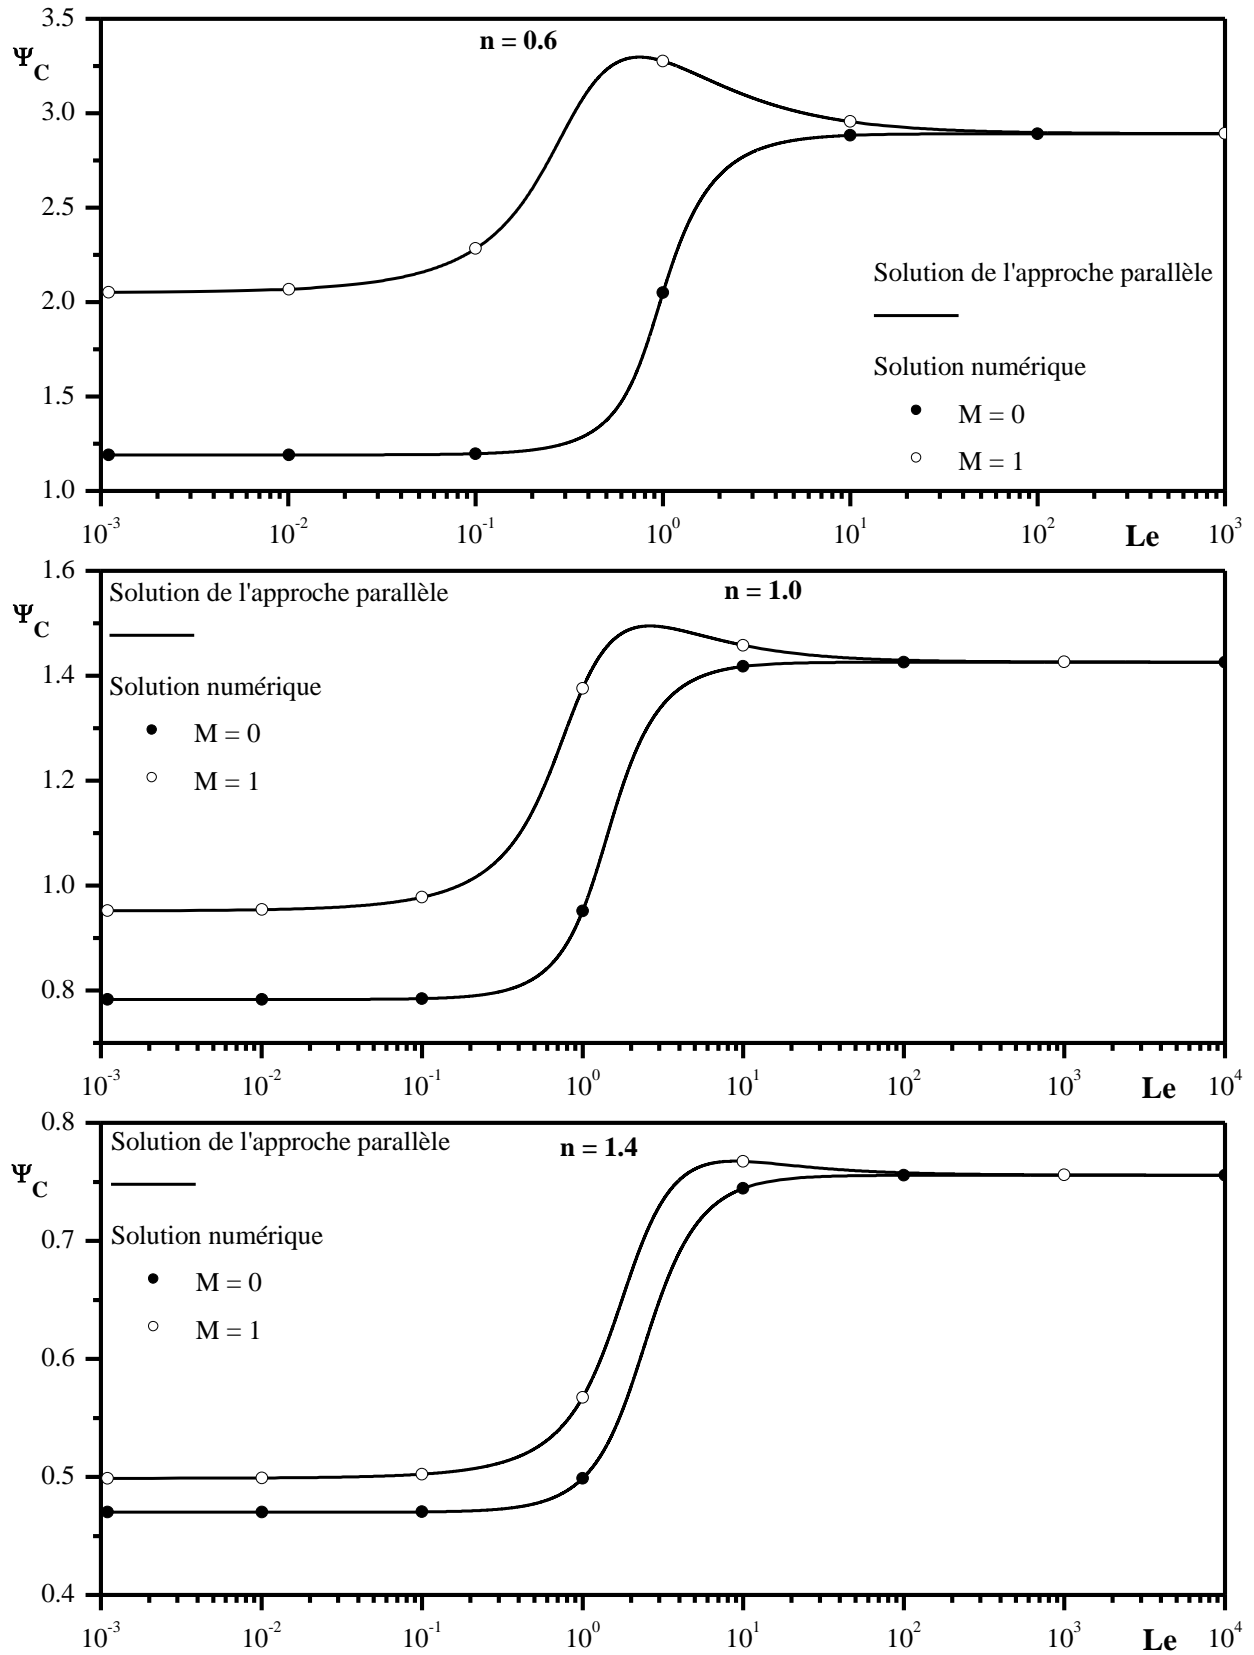 3.5
n = 0.6
Ψ_C
3.0
2.5
Solution de l'approche parallèle
2.0
Solution numérique
1.5
M = 0
M = 1
1.0
10^-3 10^-2 10^-1 10^0 10^1 10^2 Le 10^3
1.6
Solution de l'approche parallèle
n = 1.0
Ψ_C
1.4
Solution numérique
M = 0
1.2
M = 1
1.0
0.8
10^-3 10^-2 10^-1 10^0 10^1 10^2 10^3 Le 10^4
0.8
Solution de l'approche parallèle
n = 1.4
Ψ_C
0.7
Solution numérique
M = 0
M = 1
0.6
0.5
0.4
10^-3 10^-2 10^-1 10^0 10^1 10^2 10^3 Le 10^4